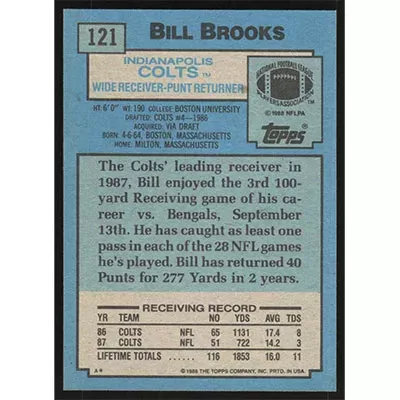 121 BILL BROOKS
INDIANAPOLIS
COLTS™
WIDE RECEIVER-PUNT RETURNER
NATIONAL FOOTBALL LEAGUE
PLAYERS ASSOCIATION
© 1988 NFLPA
Topps
HT: 6'0" WT: 190 COLLEGE: BOSTON UNIVERSITY
DRAFTED: COLTS #4—1986
ACQUIRED: VIA DRAFT
BORN: 4-6-64, BOSTON, MASSACHUSETTS
HOME: MILTON, MASSACHUSETTS
The Colts' leading receiver in
1987, Bill enjoyed the 3rd 100-
yard Receiving game of his ca-
reer vs. Bengals, September
13th. He has caught as least one
pass in each of the 28 NFL games
he's played. Bill has returned 40
Punts for 277 Yards in 2 years.
RECEIVING RECORD
YR TEAM NO YDS AVG TDS
86 COLTS NFL 65 1131 17.4 8
87 COLTS NFL 51 722 14.2 3
LIFETIME TOTALS ..... 116 1853 16.0 11
A* © 1988 THE TOPPS COMPANY, INC. PRTD. IN U.S.A.